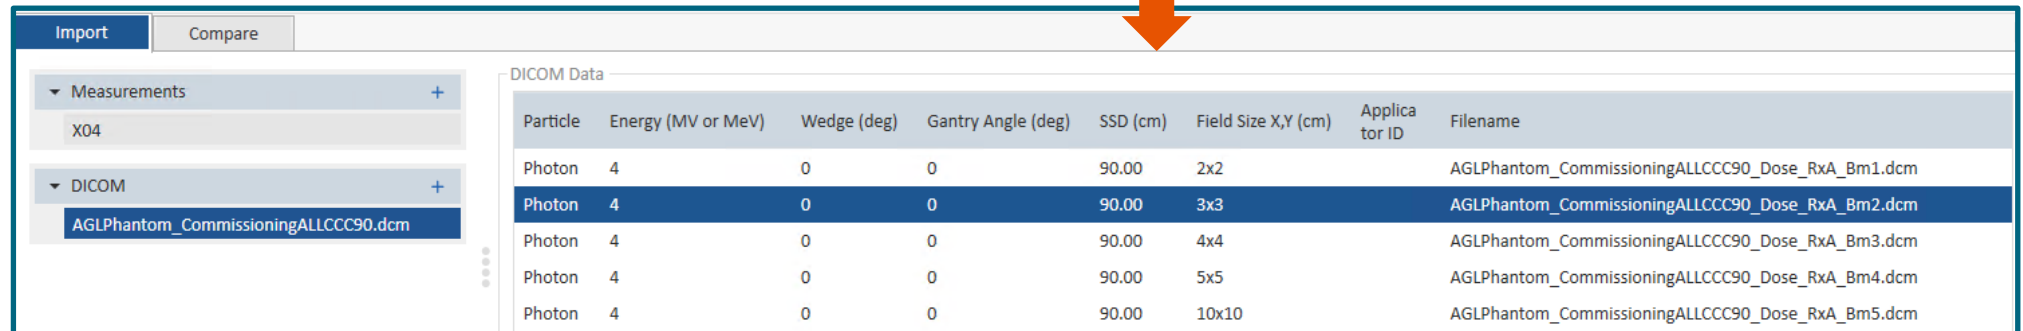 Import Compare
Measurements +
X04
DICOM +
AGLPhantom_CommissioningALLCCC90.dcm
DICOM Data
Particle Energy (MV or MeV) Wedge (deg) Gantry Angle (deg) SSD (cm) Field Size X,Y (cm) Applica
tor ID Filename
Photon 4 0 0 90.00 2x2 AGLPhantom_CommissioningALLCCC90_Dose_RxA_Bm1.dcm
Photon 4 0 0 90.00 3x3 AGLPhantom_CommissioningALLCCC90_Dose_RxA_Bm2.dcm
Photon 4 0 0 90.00 4x4 AGLPhantom_CommissioningALLCCC90_Dose_RxA_Bm3.dcm
Photon 4 0 0 90.00 5x5 AGLPhantom_CommissioningALLCCC90_Dose_RxA_Bm4.dcm
Photon 4 0 0 90.00 10x10 AGLPhantom_CommissioningALLCCC90_Dose_RxA_Bm5.dcm